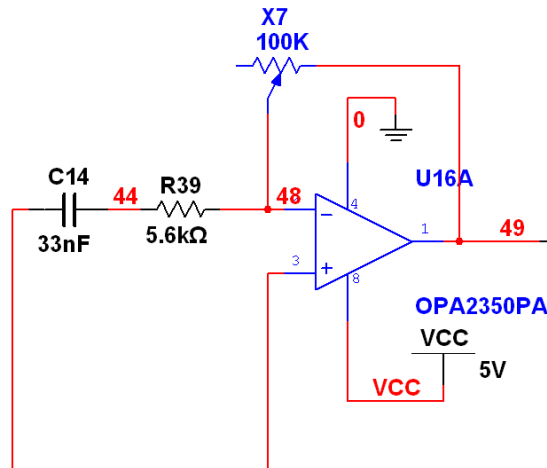 X7
100K
0
C14
44
R39
48
4
U16A
33nF
5.6kΩ
−
1
49
3
+
8
OPA2350PA
VCC
5V
VCC